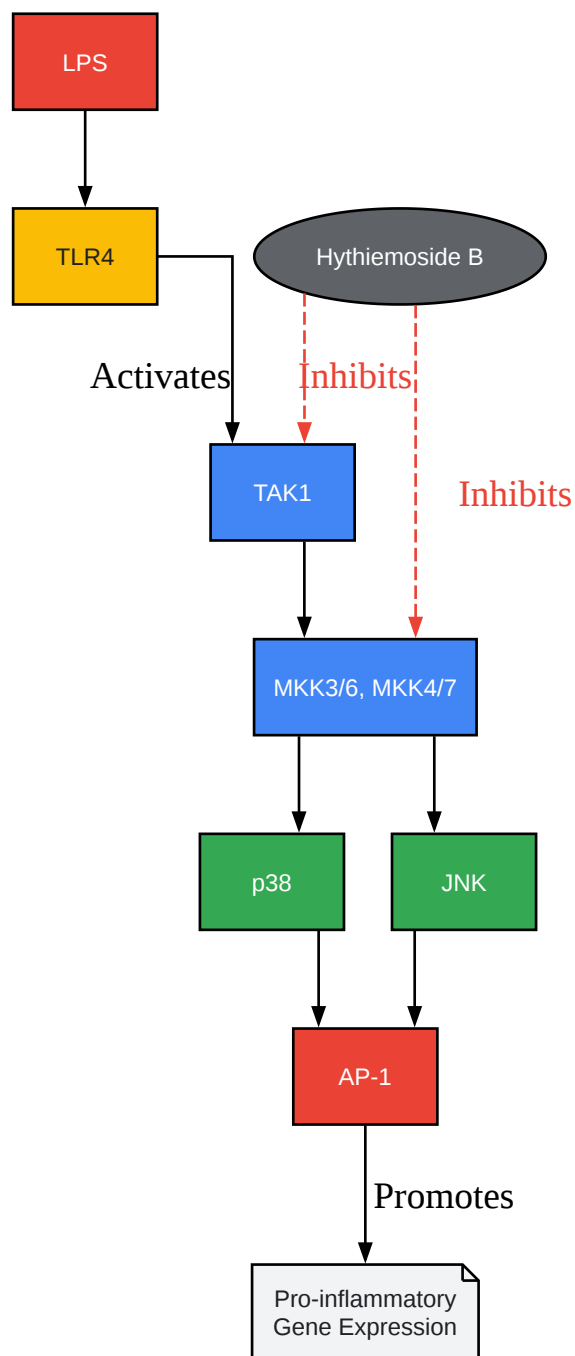 LPS
TLR4
Hythiemoside B
Activates
Inhibits
TAK1
Inhibits
MKK3/6, MKK4/7
p38
JNK
AP-1
Promotes
Pro-inflammatory
Gene Expression